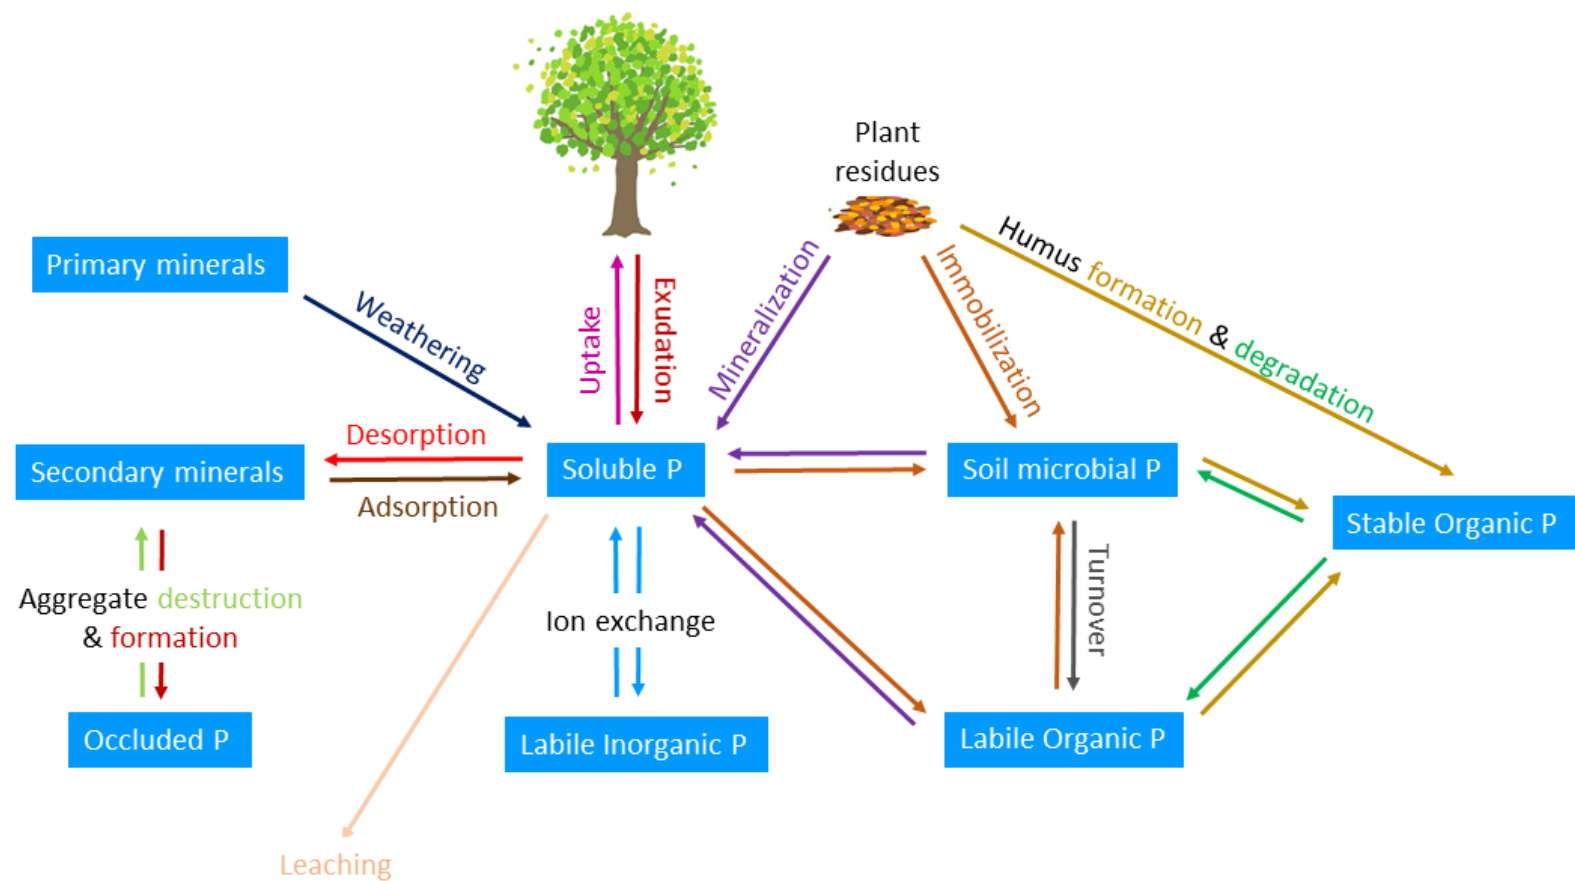 Plant
residues
Humus formation & degradation
Primary minerals
Weathering
Uptake
Exudation
Mineralization
Immobilization
Desorption
Secondary minerals
Adsorption
Soluble P
Soil microbial P
Stable Organic P
Aggregate destruction
& formation
Ion exchange
Turnover
Occluded P
Labile Inorganic P
Labile Organic P
Leaching